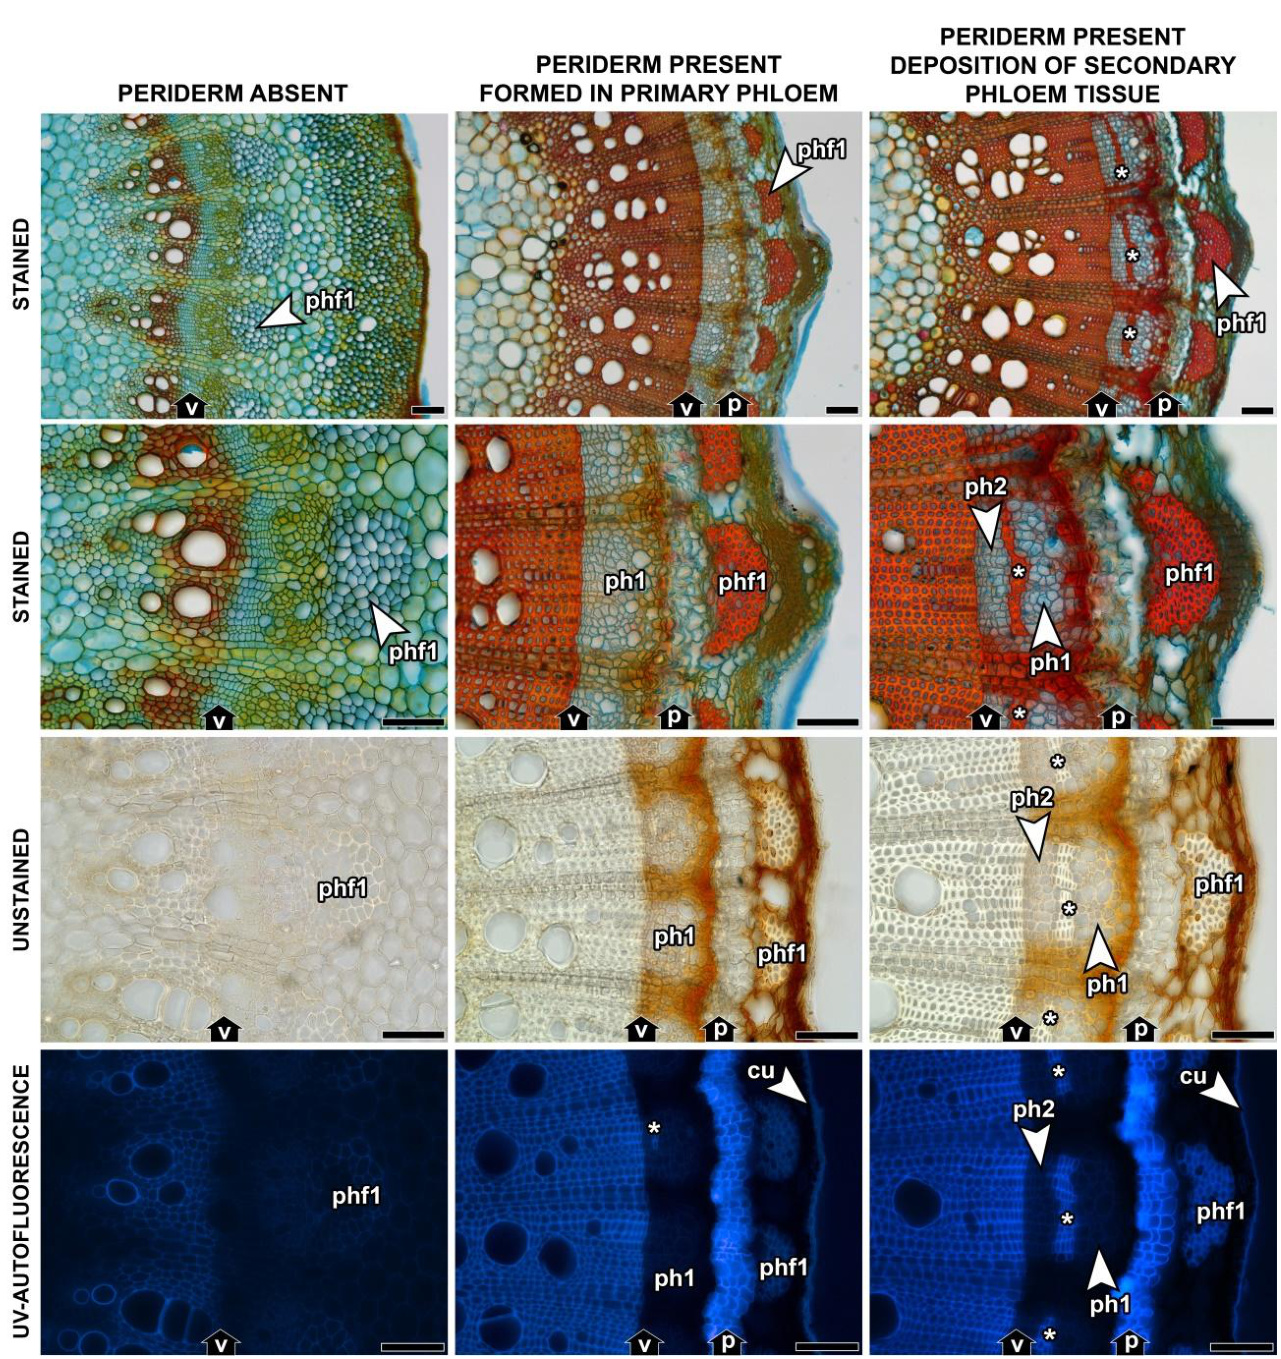 PERIDERM ABSENT
PERIDERM PRESENT
FORMED IN PRIMARY PHLOEM
PERIDERM PRESENT
DEPOSITION OF SECONDARY
PHLOEM TISSUE
STAINED
phf1
v
phf1
v
p
*
*
*
phf1
v
p
STAINED
phf1
v
ph1
phf1
v
p
ph2
*
phf1
ph1
*
v
p
UNSTAINED
phf1
v
ph1
phf1
v
p
*
ph2
*
phf1
ph1
*
v
p
UV-AUTOFLUORESCENCE
phf1
v
cu
*
ph1
phf1
v
p
*
cu
ph2
*
phf1
ph1
*
v
p